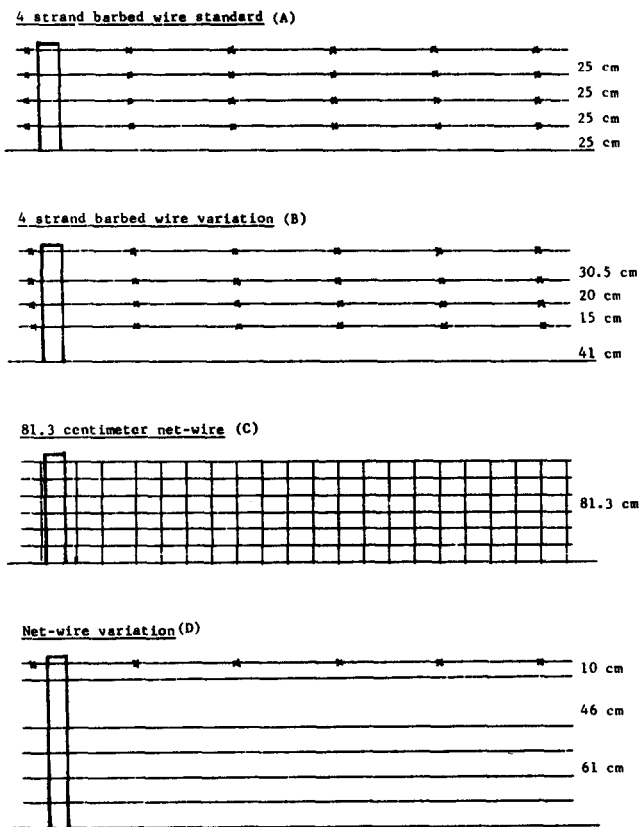 4 strand barbed wire standard (A)
25 cm
25 cm
25 cm
25 cm
4 strand barbed wire variation (B)
30.5 cm
20 cm
15 cm
41 cm
81.3 centimeter net-wire (C)
81.3 cm
Net-wire variation (D)
10 cm
46 cm
61 cm